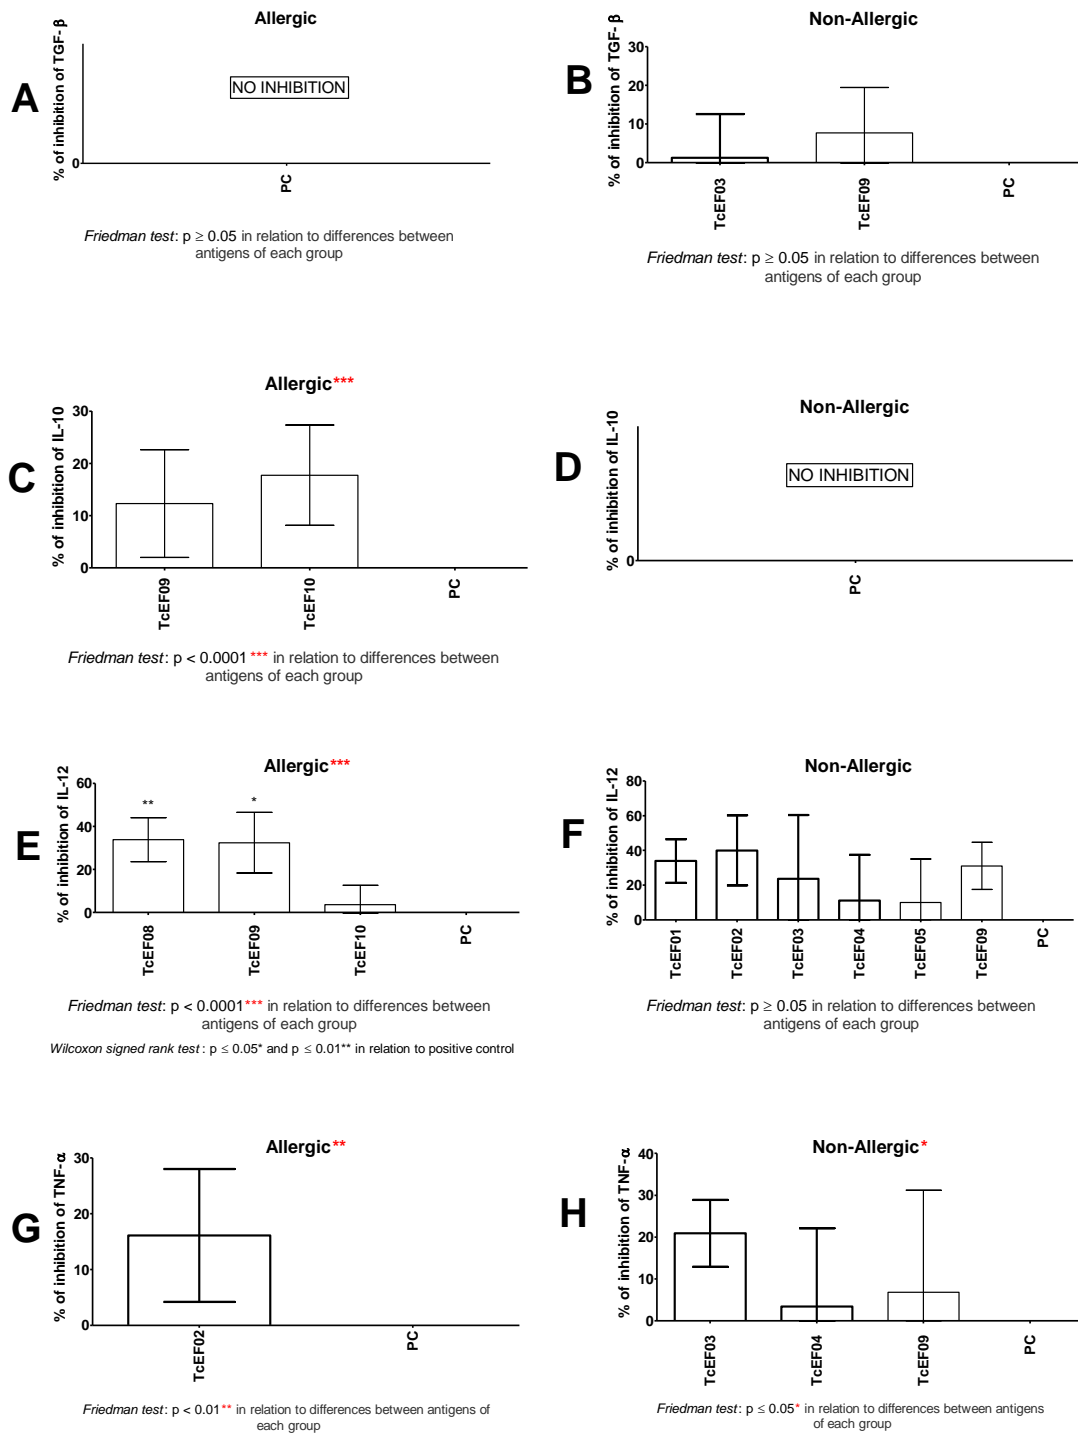 Allergic
% of inhibition of TGF- β
A
NO INHIBITION
0
PC
Friedman test: p ≥ 0.05 in relation to differences between
antigens of each group
Non-Allergic
% of inhibition of TGF- β
B
30
20
10
0
TcEF03
TcEF09
PC
Friedman test: p ≥ 0.05 in relation to differences between
antigens of each group
Allergic***
% of inhibition of IL-10
C
30
20
10
0
TcEF09
TcEF10
PC
Friedman test: p < 0.0001 *** in relation to differences between
antigens of each group
Non-Allergic
% of inhibition of IL-10
D
NO INHIBITION
0
PC
Allergic***
% of inhibition of IL-12
E
60
40
20
0
**
*
TcEF08
TcEF09
TcEF10
PC
Friedman test: p < 0.0001*** in relation to differences between
antigens of each group
Wilcoxon signed rank test : p ≤ 0.05* and p ≤ 0.01** in relation to positive control
Non-Allergic
% of inhibition of IL-12
F
80
60
40
20
0
TcEF01
TcEF02
TcEF03
TcEF04
TcEF05
TcEF09
PC
Friedman test: p ≥ 0.05 in relation to differences between
antigens of each group
Allergic**
% of inhibition of TNF-α
G
30
20
10
0
TcEF02
PC
Friedman test: p < 0.01** in relation to differences between antigens of
each group
Non-Allergic*
% of inhibition of TNF-α
H
40
30
20
10
0
TcEF03
TcEF04
TcEF09
PC
Friedman test: p ≤ 0.05* in relation to differences between antigens
of each group